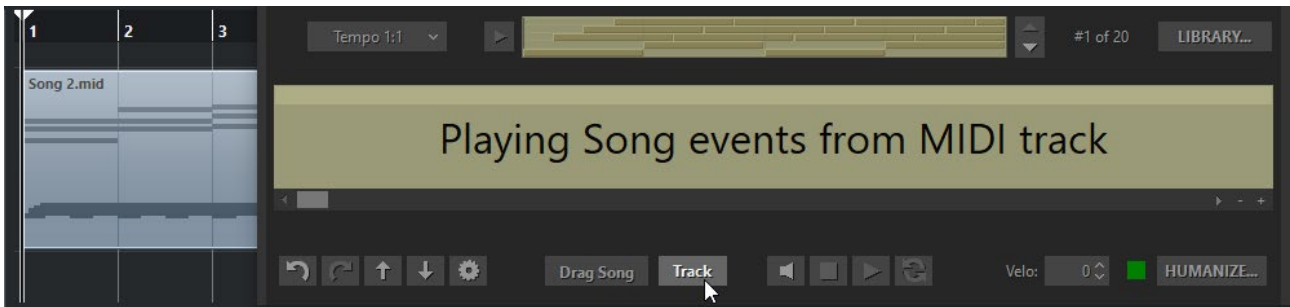 1 2 3
Tempo 1:1
#1 of 20
LIBRARY...
Song 2.mid
Playing Song events from MIDI track
- +
Drag Song
Track
Velo:
0
HUMANIZE...